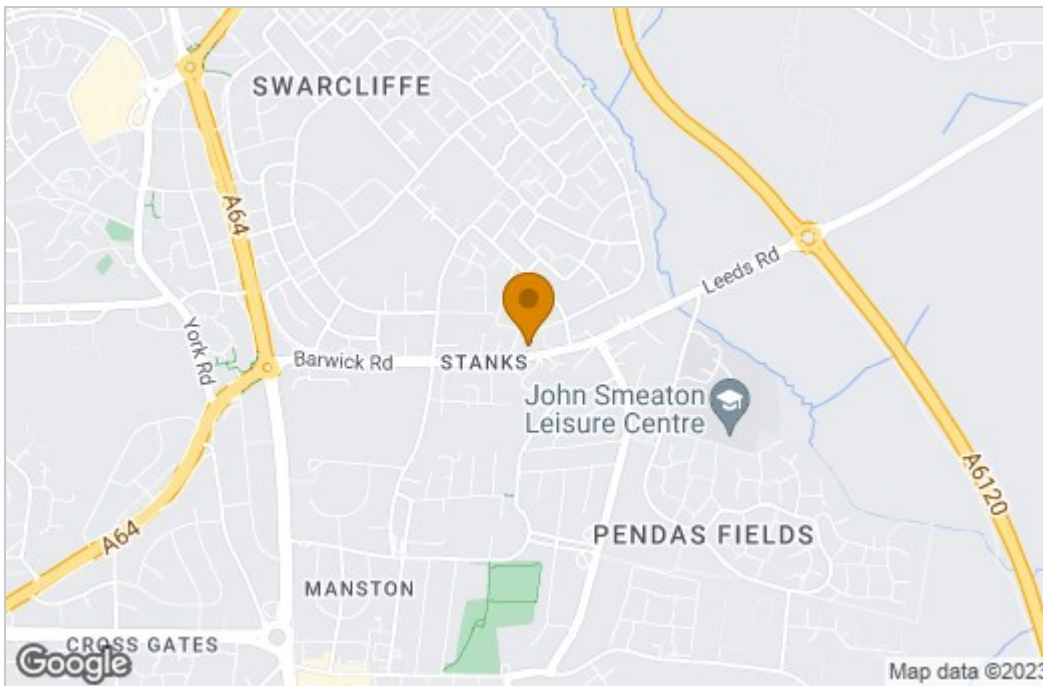 SWARCLIFFE
A64
Leeds Rd
York Rd
Barwick Rd
STANKS
John Smeaton
Leisure Centre
A6120
A64
PENDAS FIELDS
MANSTON
CROSS GATES
Google
Map data ©2023